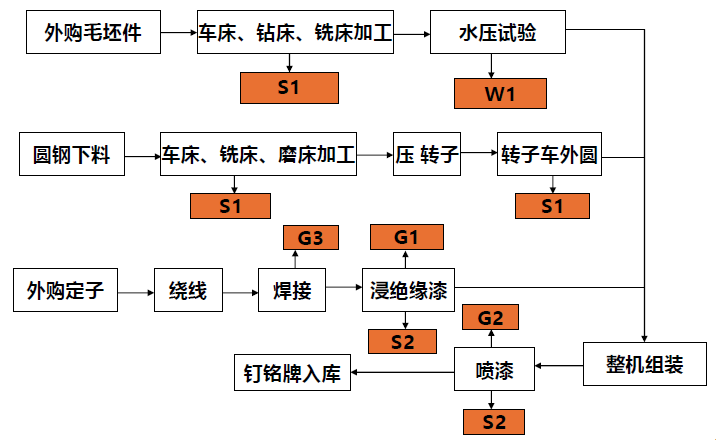 外购毛坯件
车床、钻床、铣床加工
水压试验
S1
W1
圆钢下料
车床、铣床、磨床加工
压 转子
转子车外圆
S1
S1
G3
G1
外购定子
绕线
焊接
浸绝缘漆
G2
S2
钉铭牌入库
喷漆
整机组装
S2